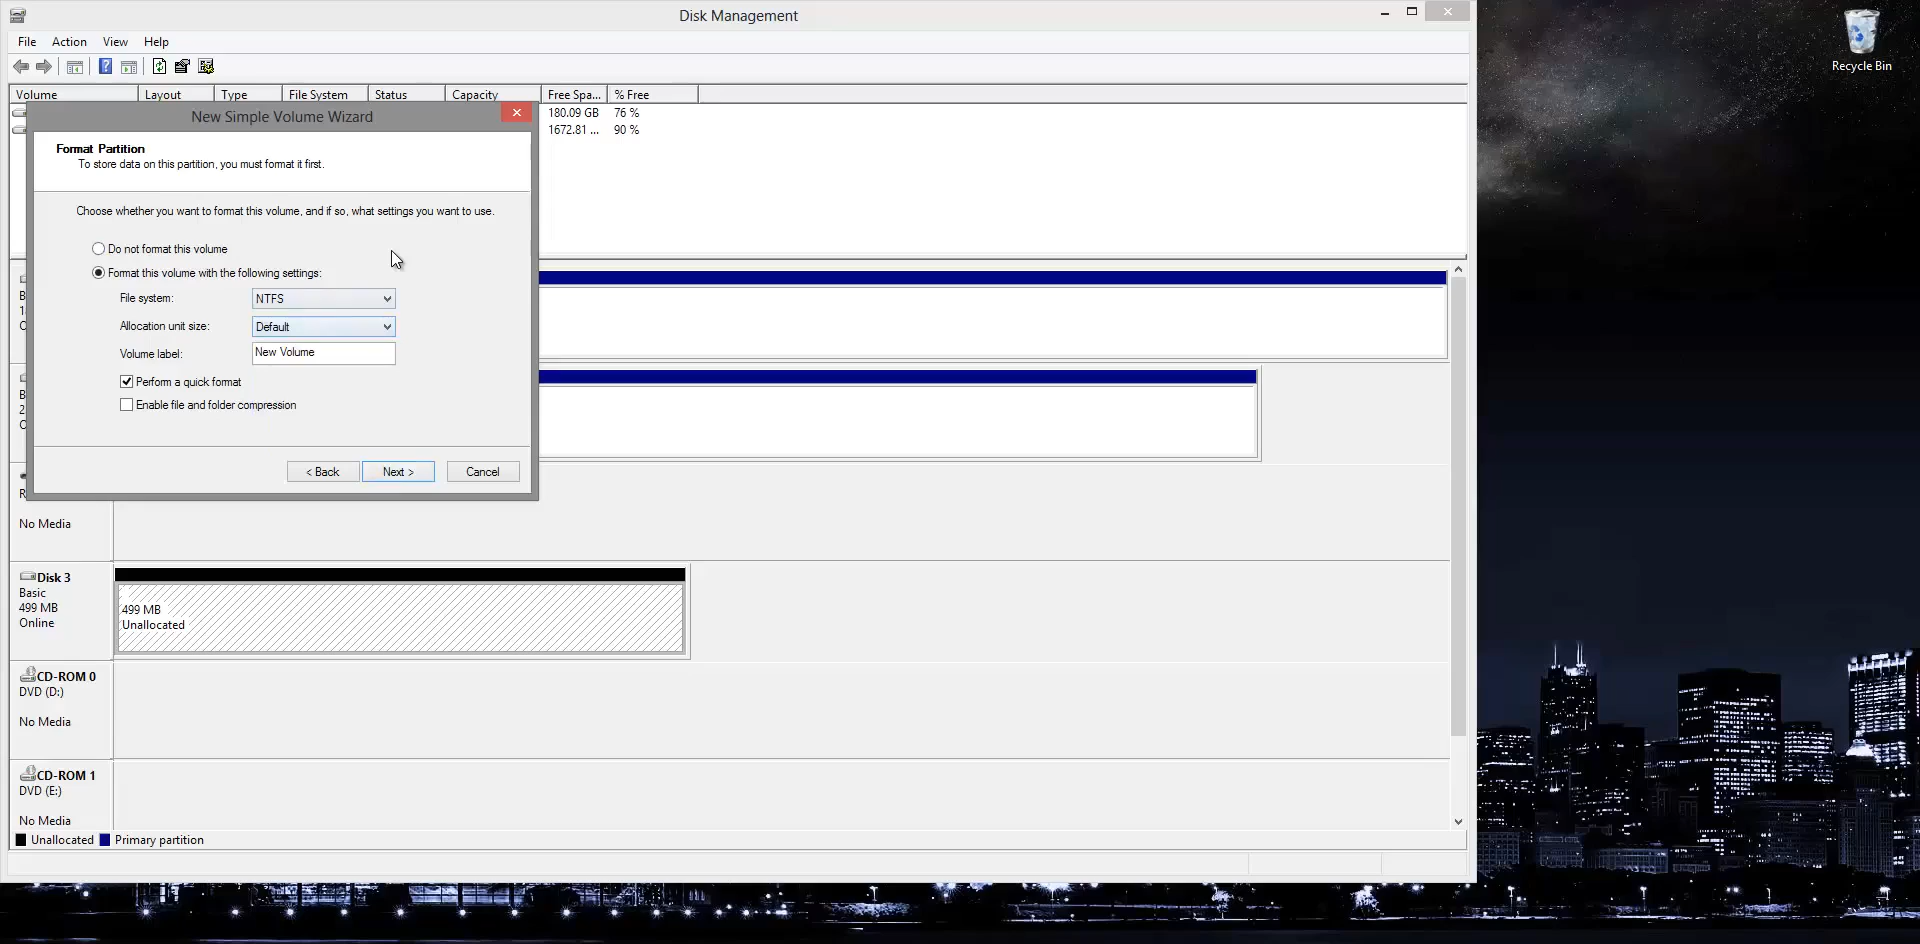 Disk Management
Recycle Bin
File Action View Help
Volume Layout Type File System Status Capacity Free Spa... % Free
180.09 GB 76 %
1672.81 ... 90 %
New Simple Volume Wizard
Format Partition
To store data on this partition, you must format it first.
Choose whether you want to format this volume, and if so, what settings you want to use.
Do not format this volume
Format this volume with the following settings:
File system: NTFS
Allocation unit size: Default
Volume label: New Volume
Perform a quick format
Enable file and folder compression
< Back Next > Cancel
No Media
Disk 3
Basic
499 MB
Online
499 MB
Unallocated
CD-ROM 0
DVD (D:)
No Media
CD-ROM 1
DVD (E:)
No Media
Unallocated Primary partition